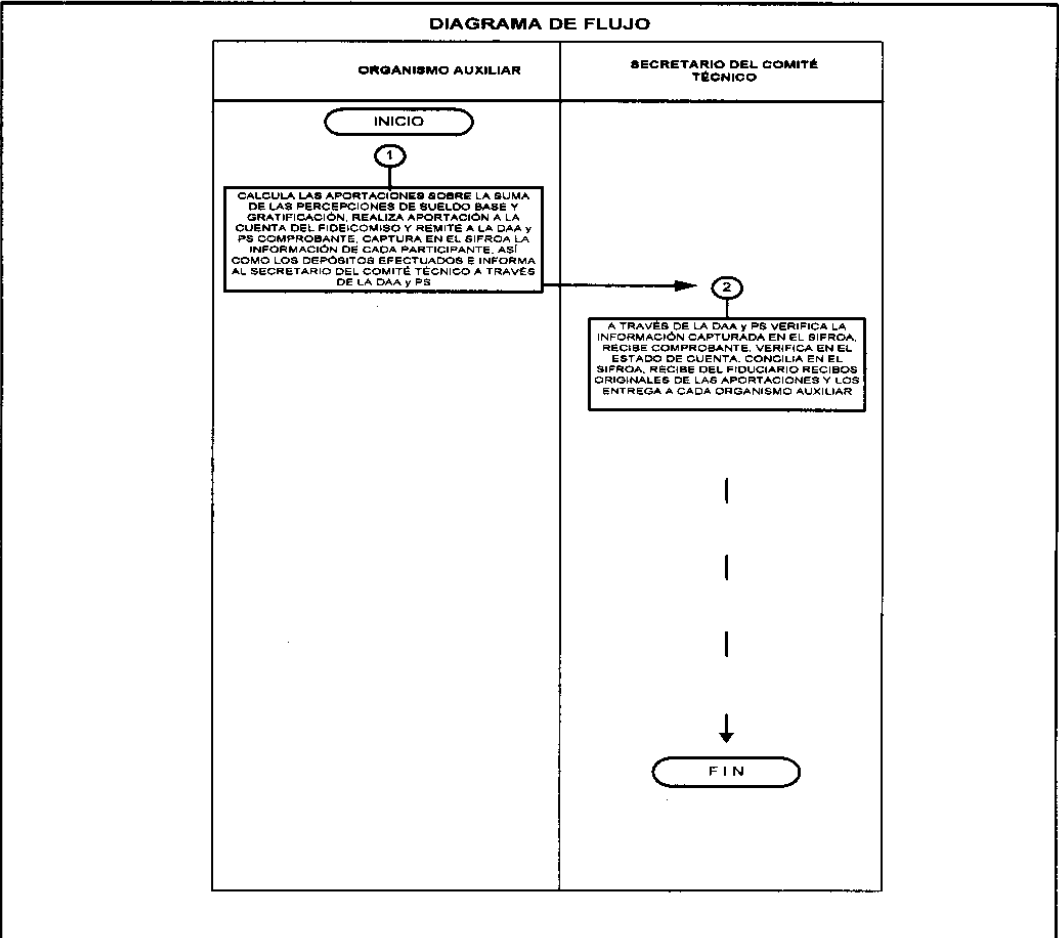 DIAGRAMA DE FLUJO
ORGANISMO AUXILIAR
SECRETARIO DEL COMITÉ
TÉCNICO
INICIO
1
CALCULA LAS APORTACIONES SOBRE LA SUMA
DE LAS PERCEPCIONES DE SUELDO BASE Y
GRATIFICACIÓN, REALIZA APORTACIÓN A LA
CUENTA DEL FIDEICOMISO Y REMITE A LA DAA y
PS COMPROBANTE, CAPTURA EN EL SIFROA LA
INFORMACIÓN DE CADA PARTICIPANTE, ASÍ
COMO LOS DEPÓSITOS EFECTUADOS E INFORMA
AL SECRETARIO DEL COMITÉ TÉCNICO A TRAVÉS
DE LA DAA y PS
2
A TRAVÉS DE LA DAA y PS VERIFICA LA
INFORMACIÓN CAPTURADA EN EL SIFROA,
RECIBE COMPROBANTE, VERIFICA EN EL
ESTADO DE CUENTA, CONCILIA EN EL
SIFROA, RECIBE DEL FIDUCIARIO RECIBOS
ORIGINALES DE LAS APORTACIONES Y LOS
ENTREGA A CADA ORGANISMO AUXILIAR
FIN